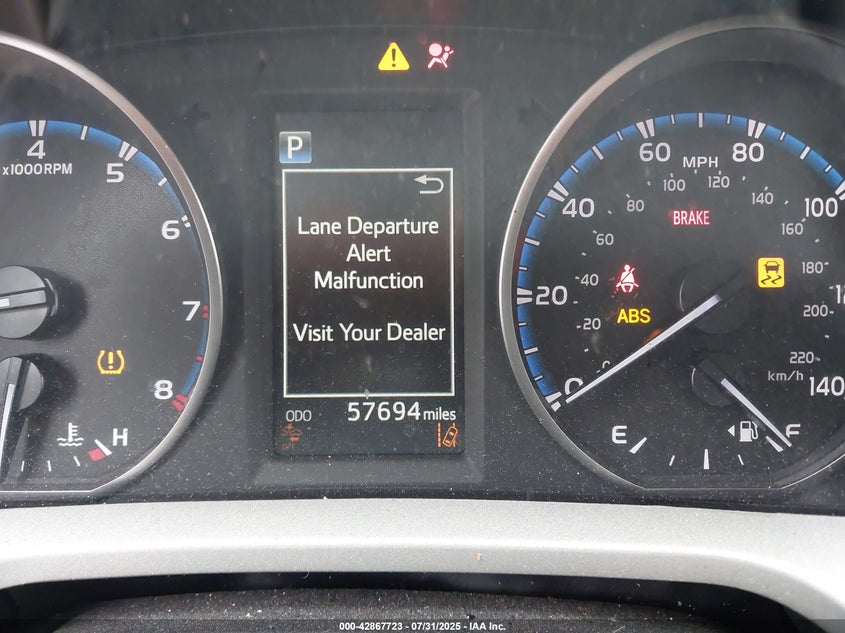 P
Lane Departure
Alert
Malfunction
Visit Your Dealer
ODO 57694 miles
4
x1000RPM
5
6
7
8
H
BRAKE
ABS
MPH
0
20
40
60
80
100
12
140
20
40
60
80
100
120
140
160
180
200
220
km/h
E
F
000-42867723 - 07/31/2025 - IAA Inc.